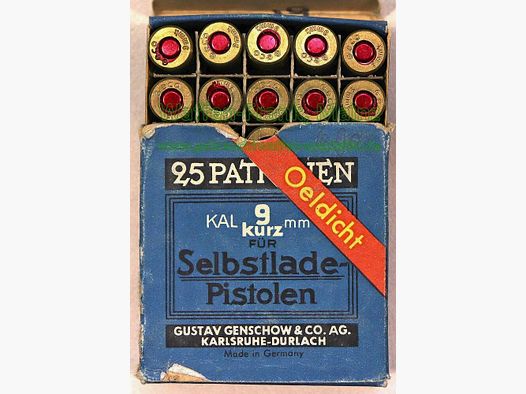 25 PATRONEN
Oeldicht
KAL 9 mm
kurz
FÜR
Selbstlade-
Pistolen
GUSTAV GENSCHOW & CO. AG.
KARLSRUHE-DURLACH
Made in Germany